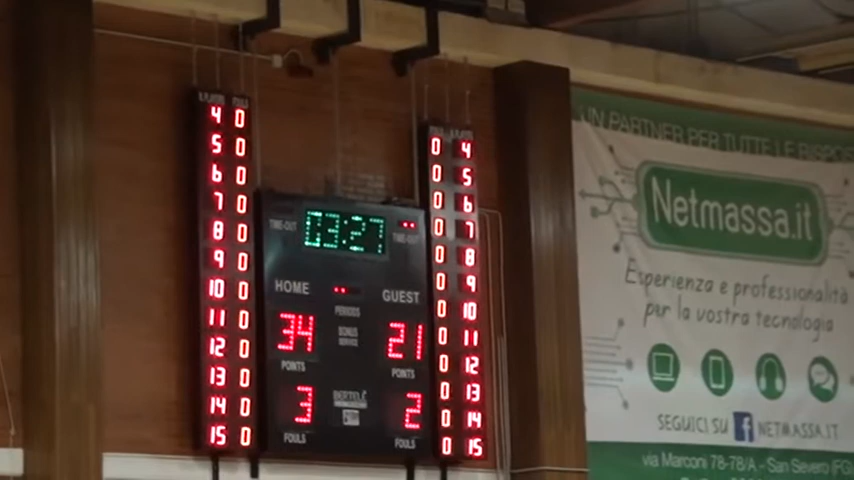 FOULS
4 0
5 0
6 0
7 0
8 0
9 0
10 0
11 0
12 0
13 0
14 0
15 0
TIME-OUT 03:27 TIME-OUT
HOME GUEST
PERIODS
BONUS
SERVICE
34 21
POINTS POINTS
3 2
FOULS FOULS
0 4
0 5
0 6
0 7
0 8
0 9
0 10
0 11
0 12
0 13
0 14
0 15
UN PARTNER PER TUTTE LE
Netmassa.it
Esperienza e professionalità
per la vostra tecnologia
SEGUICI SU f NETMASSA.IT
via Marconi 78-78/A - San Severo (FG)